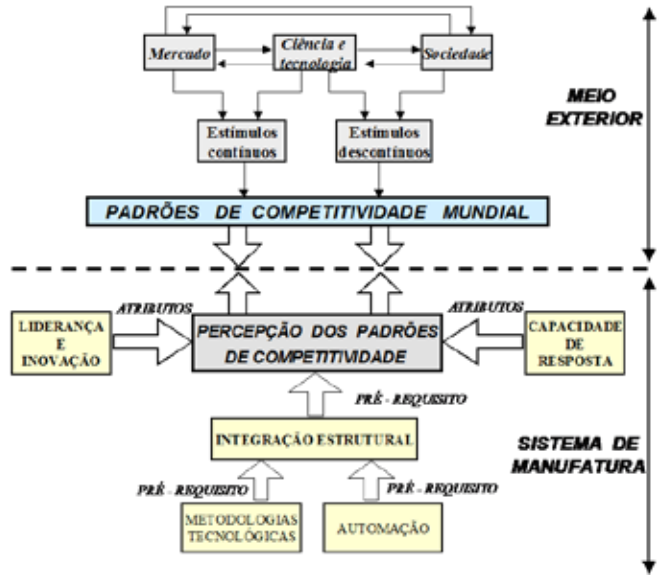 Mercado
Ciência e
tecnologia
Sociedade
MEIO
EXTERIOR
Estímulos
contínuos
Estímulos
descontínuos
PADRÕES DE COMPETITIVIDADE MUNDIAL
ATRIBUTOS
ATRIBUTOS
LIDERANÇA
E
INOVAÇÃO
PERCEPÇÃO DOS PADRÕES
DE COMPETITIVIDADE
CAPACIDADE
DE
RESPOSTA
PRÉ - REQUISITO
INTEGRAÇÃO ESTRUTURAL
SISTEMA DE
MANUFATURA
PRÉ - REQUISITO
PRÉ - REQUISITO
METODOLOGIAS
TECNOLÓGICAS
AUTOMAÇÃO